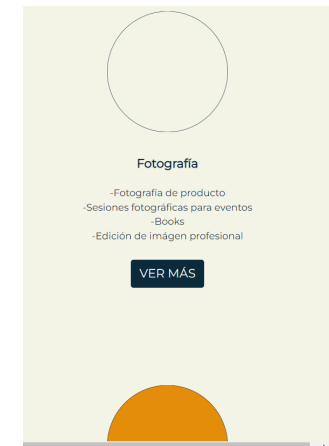 Fotografía
-Fotografía de producto
-Sesiones fotográficas para eventos
-Books
-Edición de imágen profesional
VER MÁS